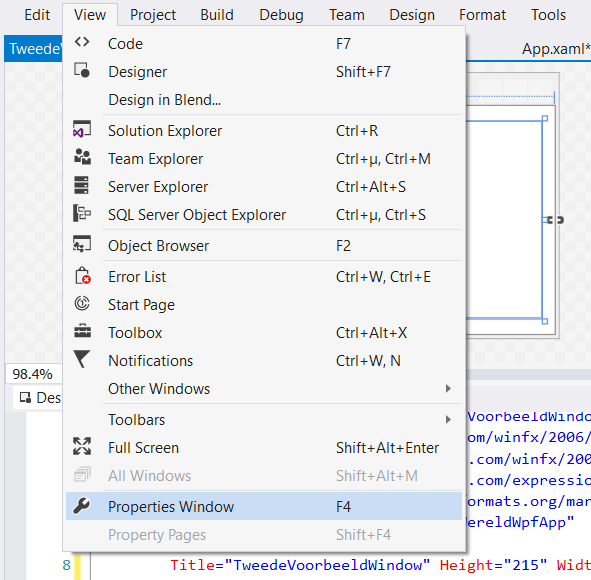 Edit View Project Build Debug Team Design Format Tools
TweedeV App.xaml*
Code F7
Designer Shift+F7
Design in Blend...
Solution Explorer Ctrl+R
Team Explorer Ctrl+µ, Ctrl+M
Server Explorer Ctrl+Alt+S
SQL Server Object Explorer Ctrl+µ, Ctrl+S
Object Browser F2
Error List Ctrl+W, Ctrl+E
Start Page
Toolbox Ctrl+Alt+X
Notifications Ctrl+W, N
98.4%
Other Windows
Des
Toolbars VoorbeeldWindo
om/winfx/2006/
Full Screen Shift+Alt+Enter
.com/winfx/200
All Windows Shift+Alt+M
.com/expressio
Properties Window F4
formats.org/mar
ereldWpfApp"
Property Pages Shift+F4
8 Title="TweedeVoorbeeldWindow" Height="215" Widt